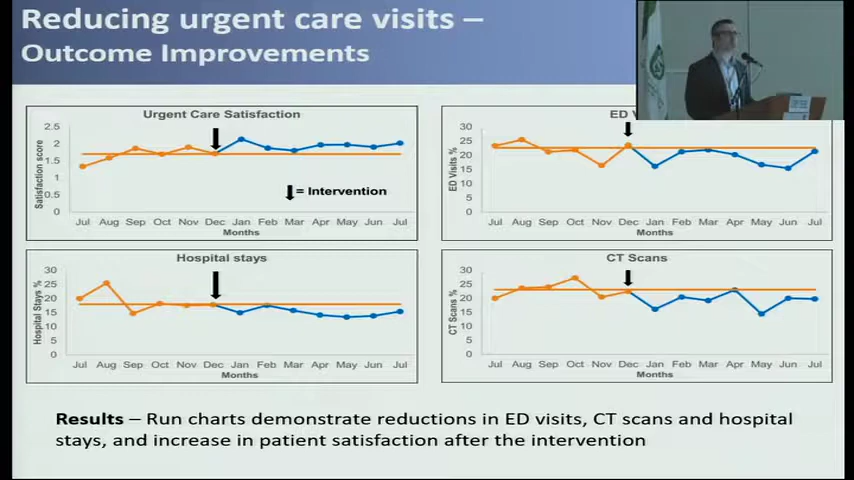 Reducing urgent care visits –
Outcome Improvements
Urgent Care Satisfaction
Satisfaction score
2.5
2
1.5
1
0.5
0
= Intervention
Jul Aug Sep Oct Nov Dec Jan Feb Mar Apr May Jun Jul
Months
ED
ED Visits %
30
25
20
15
10
5
0
Jul Aug Sep Oct Nov Dec Jan Feb Mar Apr May Jun Jul
Months
Hospital stays
Hospital Stays %
30
25
20
15
10
5
0
Jul Aug Sep Oct Nov Dec Jan Feb Mar Apr May Jun Jul
Months
CT Scans
CT Scans %
30
25
20
15
10
5
0
Jul Aug Sep Oct Nov Dec Jan Feb Mar Apr May Jun Jul
Months
Results – Run charts demonstrate reductions in ED visits, CT scans and hospital
stays, and increase in patient satisfaction after the intervention